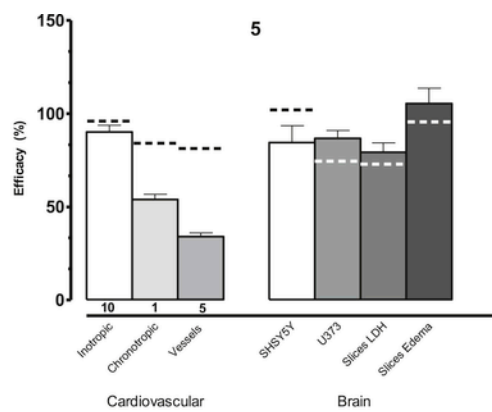 5
150
100
50
0
Efficacy (%)
10 1 5
Inotropic
Chronotropic
Vessels
SHSY5Y
U373
Slices LDH
Slices Edema
Cardiovascular Brain